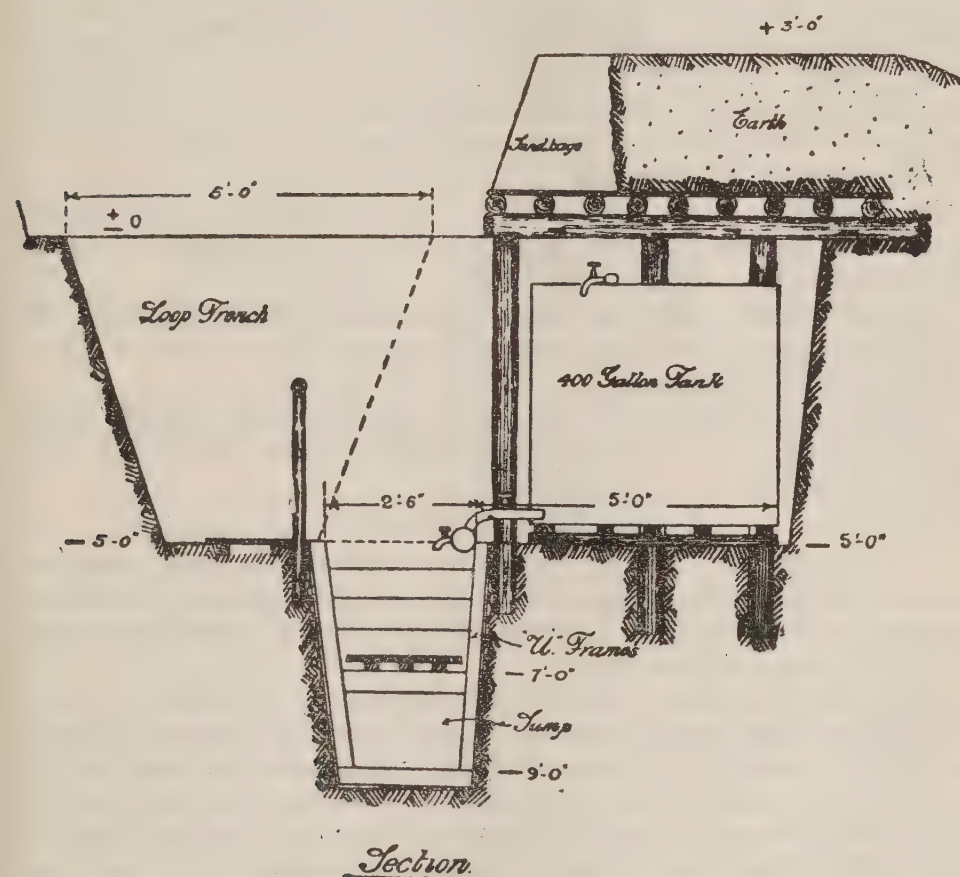 + 3'-0"
Earth
Sandbags
6'-0"
± 0
Loop Trench
400 Gallon Tank
A
2'-6"
5'-0"
— 5'-0"
— 5'-0"
"U" Frames
— 7'-0"
Sump
— 9'-0"
Section.